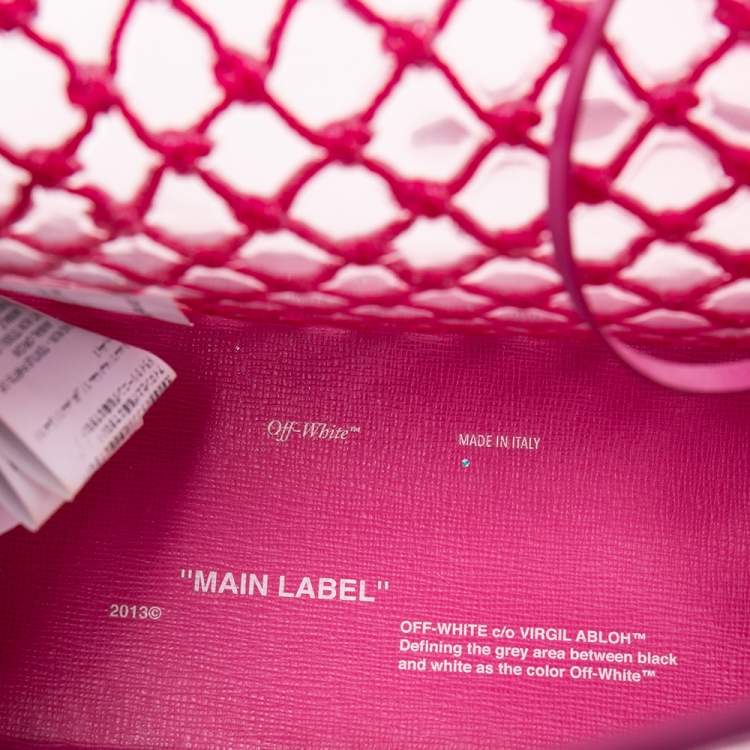 Off-White™
MADE IN ITALY
"MAIN LABEL"
2013©
OFF-WHITE c/o VIRGIL ABLOH™
Defining the grey area between black
and white as the color Off-White™